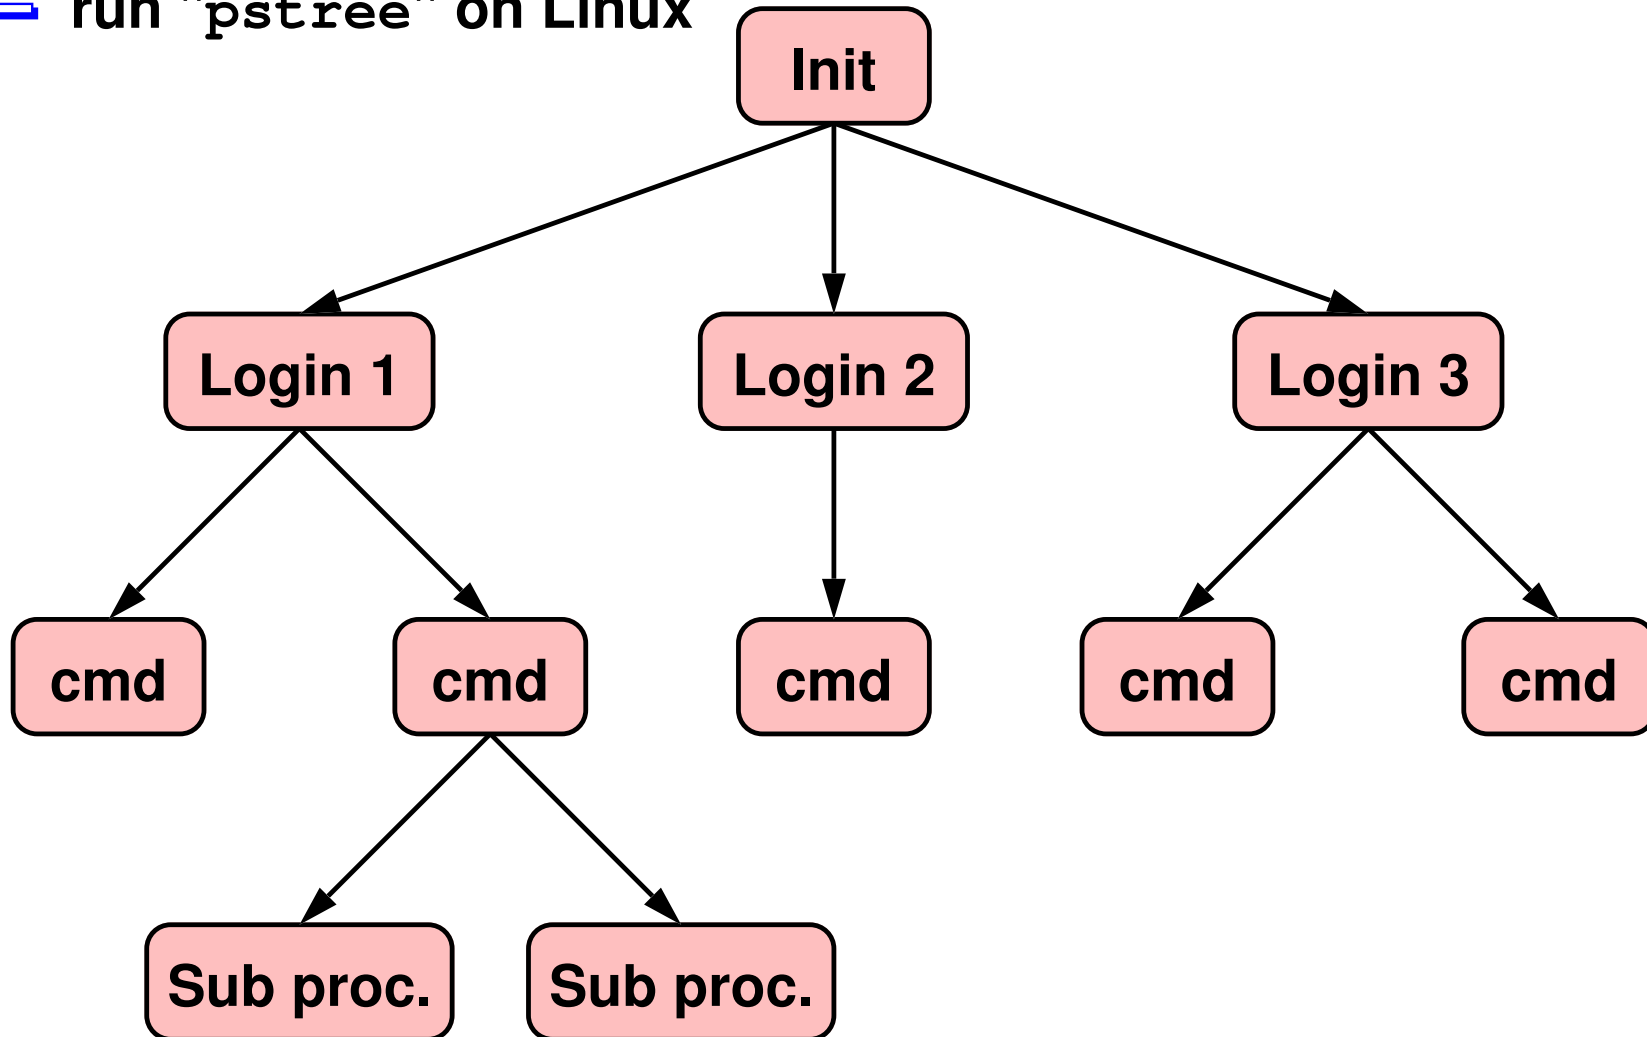 run "pstree" on Linux
Init
Login 1 Login 2 Login 3
cmd cmd cmd cmd cmd
Sub proc. Sub proc.